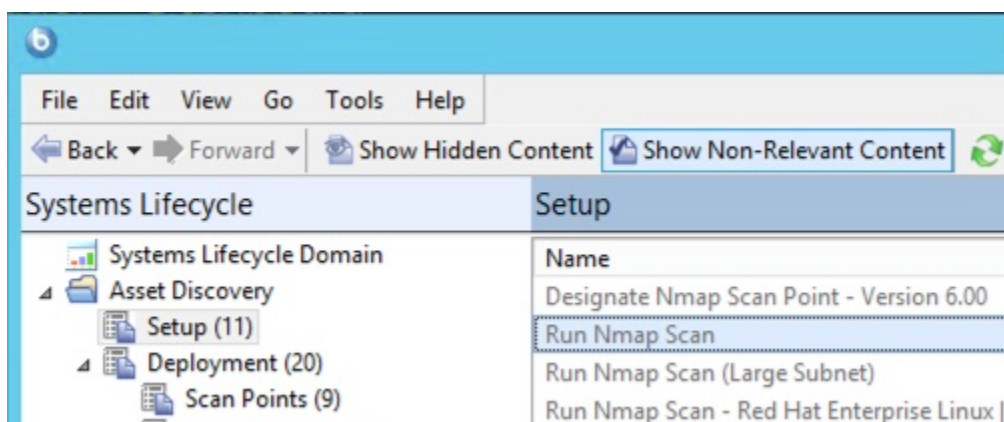 File Edit View Go Tools Help
Back Forward Show Hidden Content Show Non-Relevant Content
Systems Lifecycle
Setup
Systems Lifecycle Domain
Asset Discovery
Setup (11)
Deployment (20)
Scan Points (9)
Name
Designate Nmap Scan Point - Version 6.00
Run Nmap Scan
Run Nmap Scan (Large Subnet)
Run Nmap Scan - Red Hat Enterprise Linux